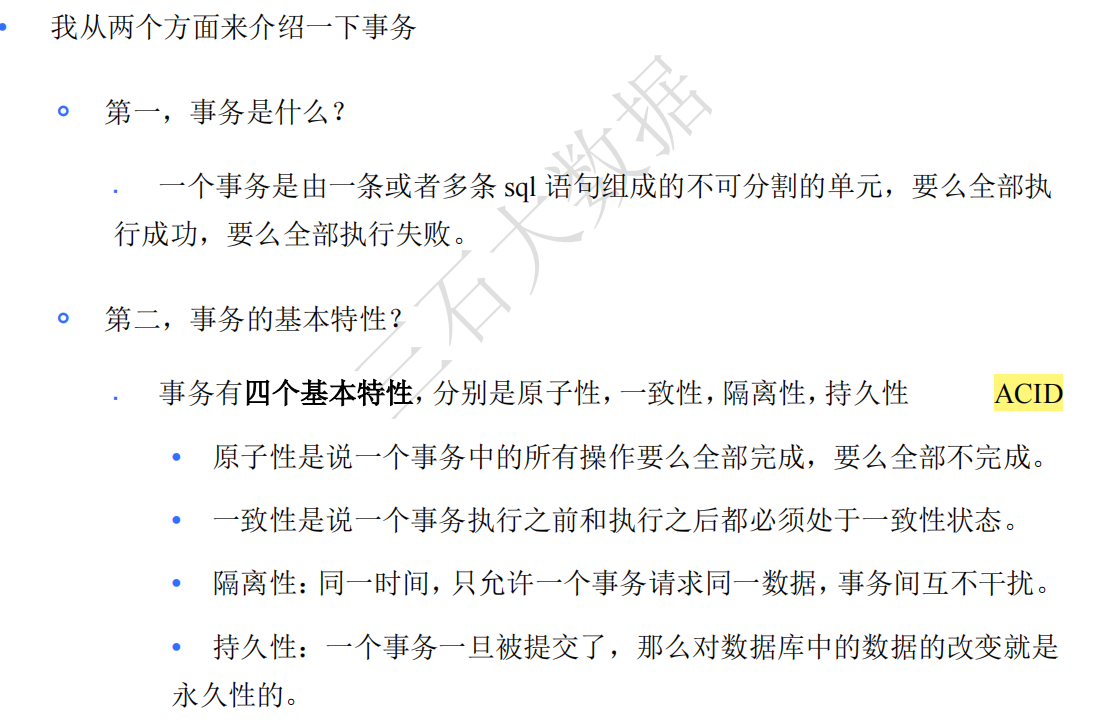 我从两个方面来介绍一下事务
第一，事务是什么？
一个事务是由一条或者多条 sql 语句组成的不可分割的单元，要么全部执
行成功，要么全部执行失败。
第二，事务的基本特性？
事务有四个基本特性，分别是原子性，一致性，隔离性，持久性 ACID
原子性是说一个事务中的所有操作要么全部完成，要么全部不完成。
一致性是说一个事务执行之前和执行之后都必须处于一致性状态。
隔离性：同一时间，只允许一个事务请求同一数据，事务间互不干扰。
持久性：一个事务一旦被提交了，那么对数据库中的数据的改变就是
永久性的。
三石大数据